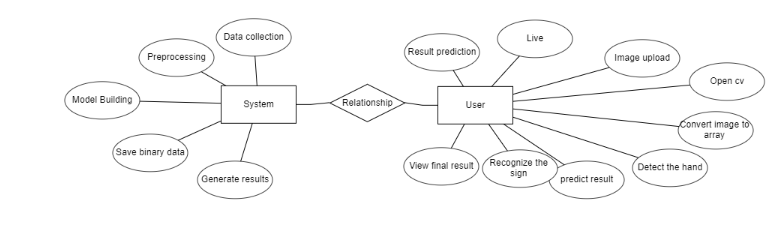 Data collection
Preprocessing
Model Building
Save binary data
Generate results
System
Relationship
User
Result prediction
Live
Image upload
Open cv
Convert image to
array
Detect the hand
predict result
Recognize the
sign
View final result